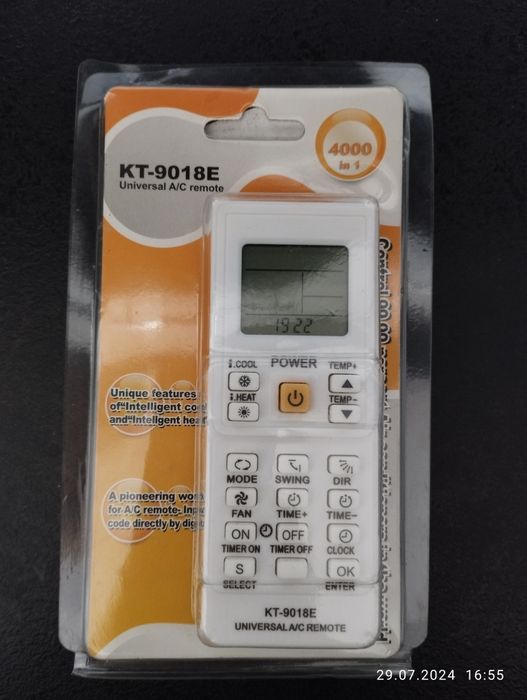 KT-9018E
Universal A/C remote
4000
in 1
19 22
i.COOL
POWER
TEMP+
i.HEAT
TEMP-
Unique features
of "Intelligent
and "Intelligent
MODE
SWING
DIR
A pioneering
for A/C remote-
code directly by
FAN
TIME+
TIME-
ON
OFF
TIMER ON
TIMER OFF
CLOCK
S
OK
SELECT
ENTER
KT-9018E
UNIVERSAL A/C REMOTE
29.07.2024 16:55